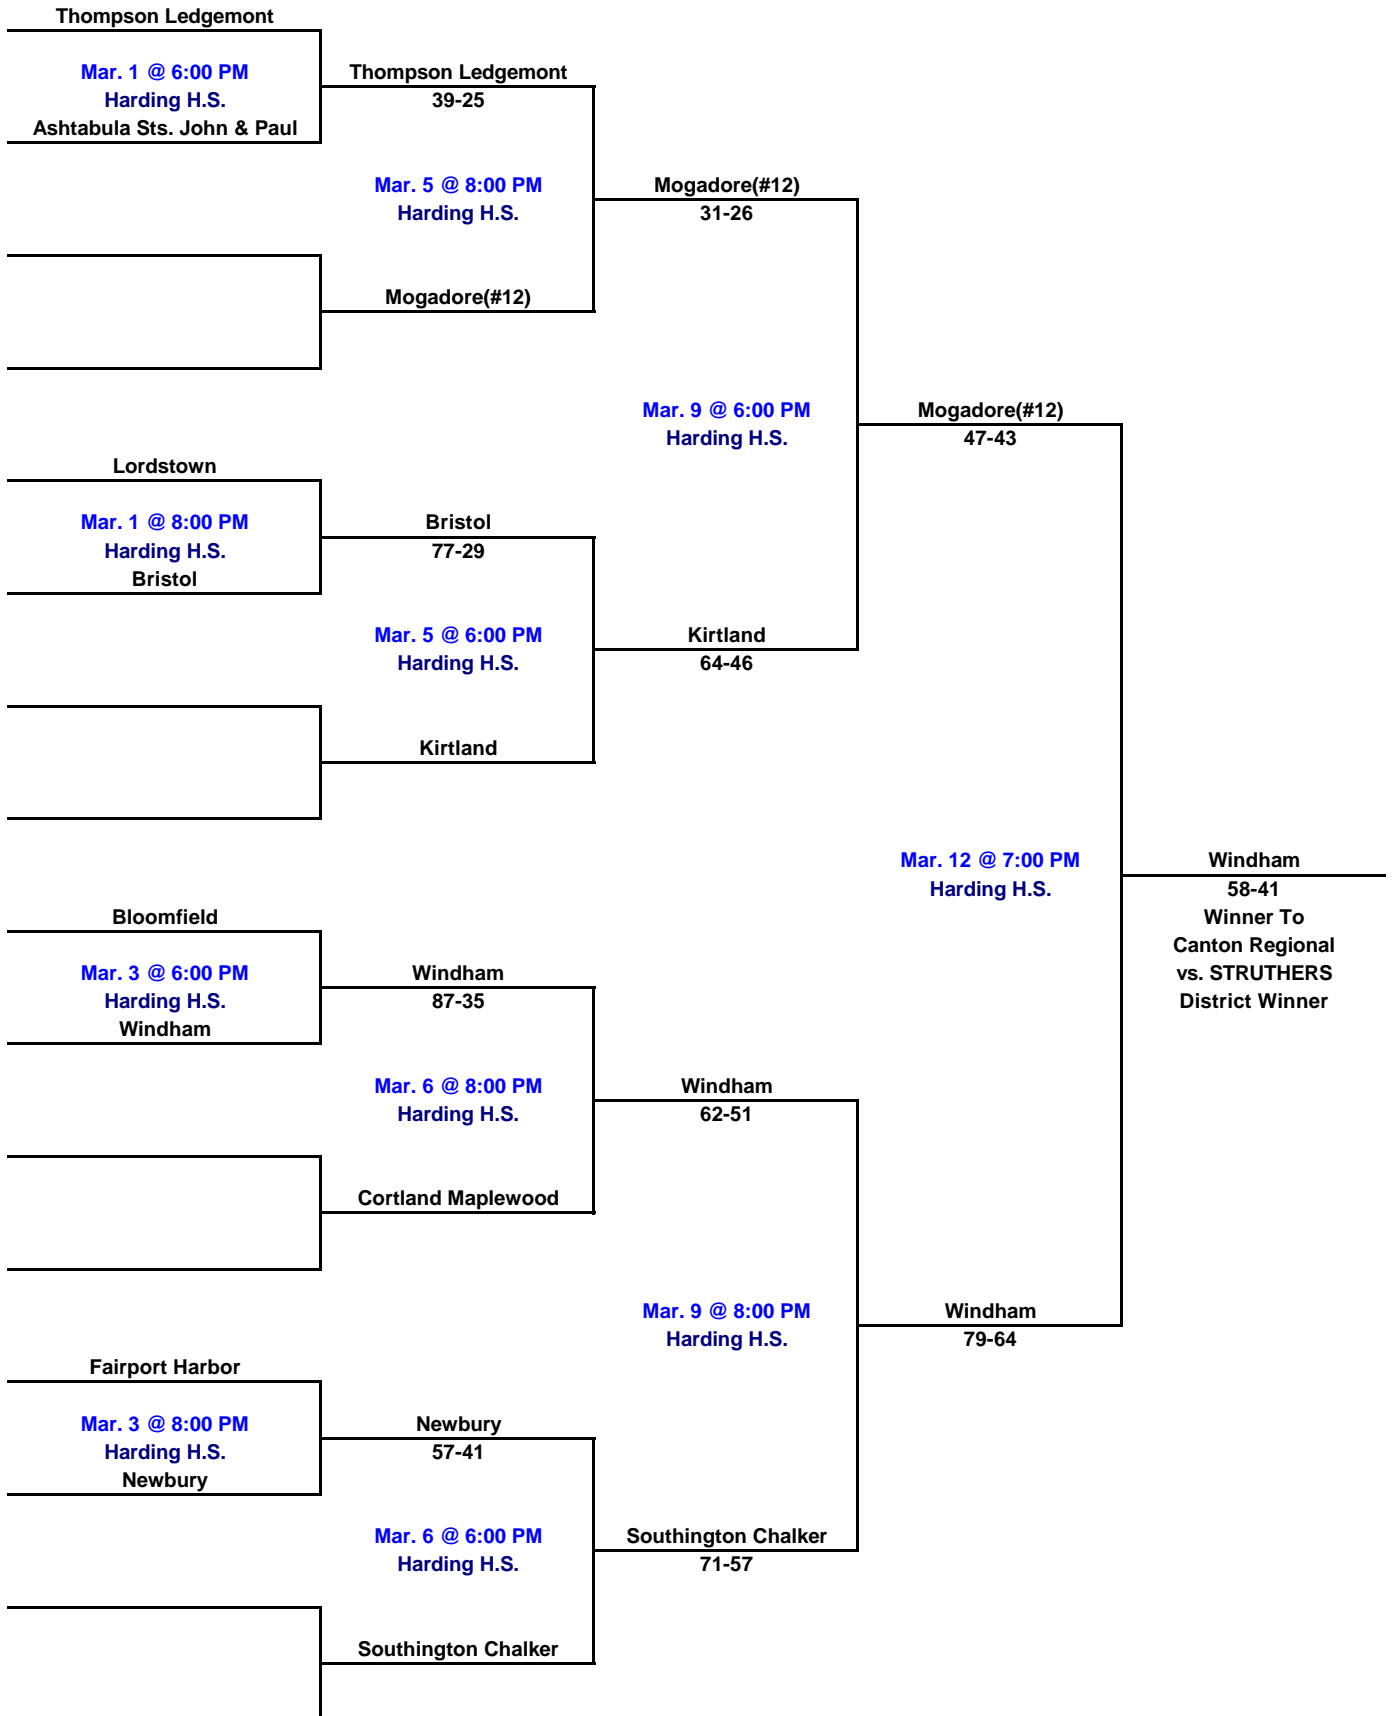 Thompson Ledgemont
Mar. 1 @ 6:00 PM
Harding H.S.
Ashtabula Sts. John & Paul
Thompson Ledgemont
39-25
Mar. 5 @ 8:00 PM
Harding H.S.
Mogadore(#12)
Mogadore(#12)
31-26
Mar. 9 @ 6:00 PM
Harding H.S.
Mogadore(#12)
47-43
Lordstown
Mar. 1 @ 8:00 PM
Harding H.S.
Bristol
Bristol
77-29
Mar. 5 @ 6:00 PM
Harding H.S.
Kirtland
Kirtland
64-46
Mar. 12 @ 7:00 PM
Harding H.S.
Windham
58-41
Winner To
Canton Regional
vs. STRUTHERS
District Winner
Bloomfield
Mar. 3 @ 6:00 PM
Harding H.S.
Windham
Windham
87-35
Mar. 6 @ 8:00 PM
Harding H.S.
Cortland Maplewood
Windham
62-51
Mar. 9 @ 8:00 PM
Harding H.S.
Windham
79-64
Fairport Harbor
Mar. 3 @ 8:00 PM
Harding H.S.
Newbury
Newbury
57-41
Mar. 6 @ 6:00 PM
Harding H.S.
Southington Chalker
Southington Chalker
71-57